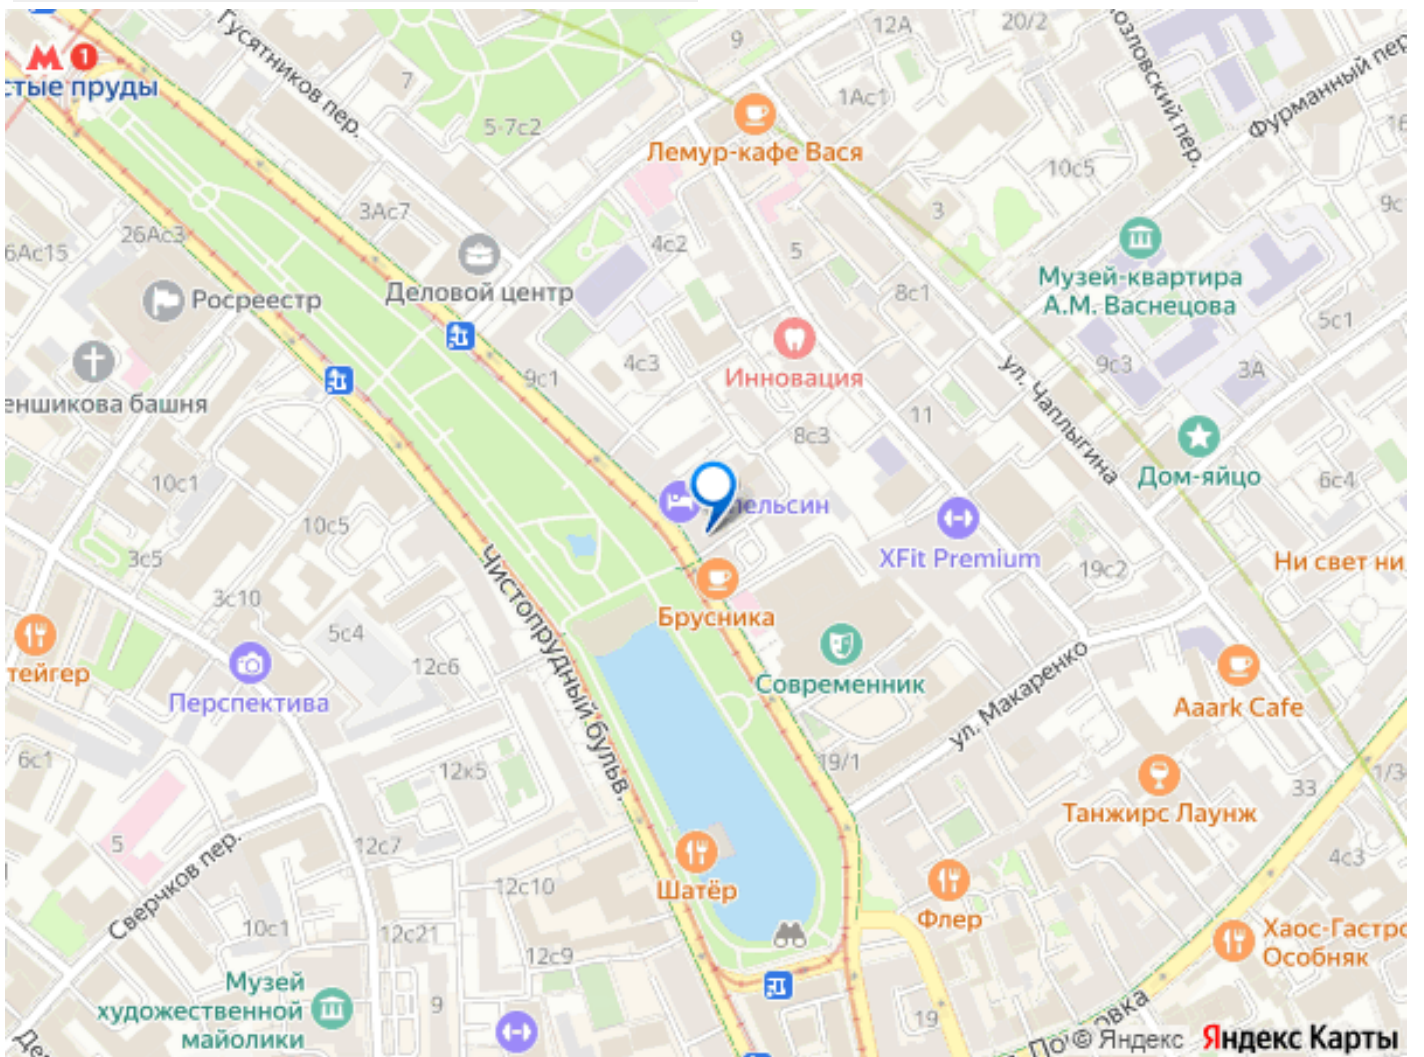 20/2
12А
9
Гусятников пер.
Козловский пер.
Фурманный пер.
1
стые пруды
7
1Ас1
5-7с2
Лемур-кафе Вася
16
10с5
3Ас7
3
9с
26Ас3
6Ас15
4с2
5
Музей-квартира
А.М. Васнецова
Росреестр
Деловой центр
8с1
5с1
4с3
9с1
Инновация
9с3
3А
еншикова башня
ул. Чаплыгина
11
8с3
10с1
Дом-яйцо
6с4
пельсин
10с5
XFit Premium
3с5
19с2
Ни свет ни
Чистопрудный бульв.
3с10
Брусника
5с4
тейгер
12с6
Современник
ул. Макаренко
Перспектива
Aaark Cafe
6с1
12к5
19/1
33
1/3
Танжирс Лаунж
5
12с7
4с3
Сверчков пер.
12с10
Шатёр
Флер
10с1
12с21
Хаос-Гастро
Особняк
12с9
Музей
художественной
майолики
9
19
© Яндекс
Яндекс Карты